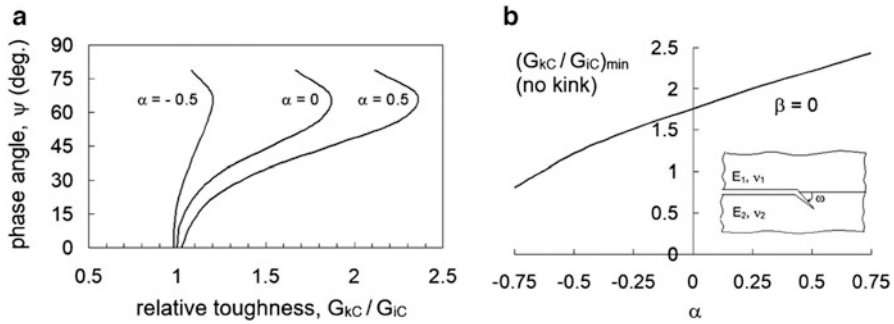 a
90
75
60
45
30
15
0
phase angle, ψ (deg.)
α = - 0.5
α = 0
α = 0.5
0.5 1 1.5 2 2.5
relative toughness, GkC / GiC
b
(GkC / GiC)min
(no kink)
2.5
2
1.5
1
0.5
0
β = 0
E1, ν1
E2, ν2
ω
-0.75 -0.5 -0.25 0 0.25 0.5 0.75
α